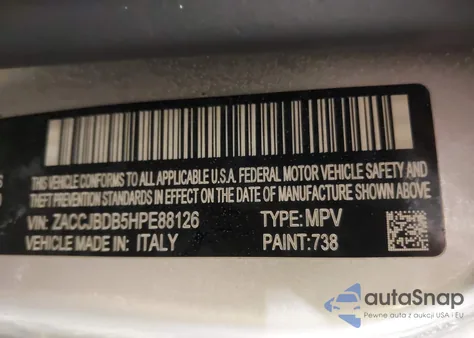 THIS VEHICLE CONFORMS TO ALL APPLICABLE U.S.A. FEDERAL MOTOR VEHICLE SAFETY AND
THEFT PREVENTION STANDARDS IN EFFECT ON THE DATE OF MANUFACTURE SHOWN ABOVE.
VIN: ZACCJBDB5HPE88126 TYPE: MPV
VEHICLE MADE IN: ITALY PAINT: 738
autoSnap
Pewne auta z aukcji USA i EU